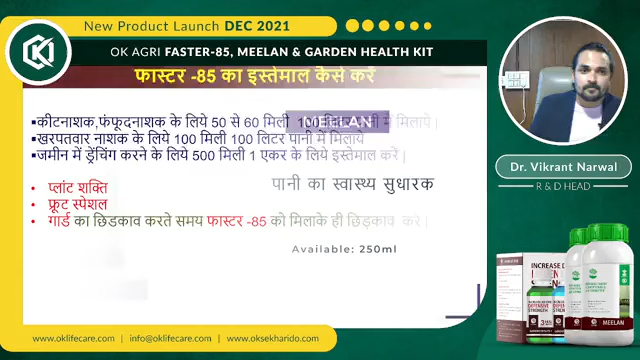 New Product Launch DEC 2021
OK AGRI FASTER-85, MEELAN & GARDEN HEALTH KIT
फास्टर -85 का इस्तेमाल कैसे करें
▪कीटनाशक,फंफूदनाशक के लिये 50 से 60 मिली 100 में मिलाये |
MEELAN
▪खरपतवार नाशक के लिये 100 मिली 100 लिटर पानी में मिलाये
▪जमीन में ड्रेंचिंग करने के लिये 500 मिली 1 एकर के लिये इस्तेमाल करें |
पानी का स्वास्थ्य सुधारक
• प्लांट शक्ति
• फ्रूट स्पेशल
• गार्ड का छिडकाव करते समय फास्टर -85 को मिलाके ही छिड़काव करे |
Available: 250ml
Dr. Vikrant Narwal
R & D HEAD
INCREASE
MEELAN
www.oklifecare.com | info@oklifecare.com | www.oksekharido.com